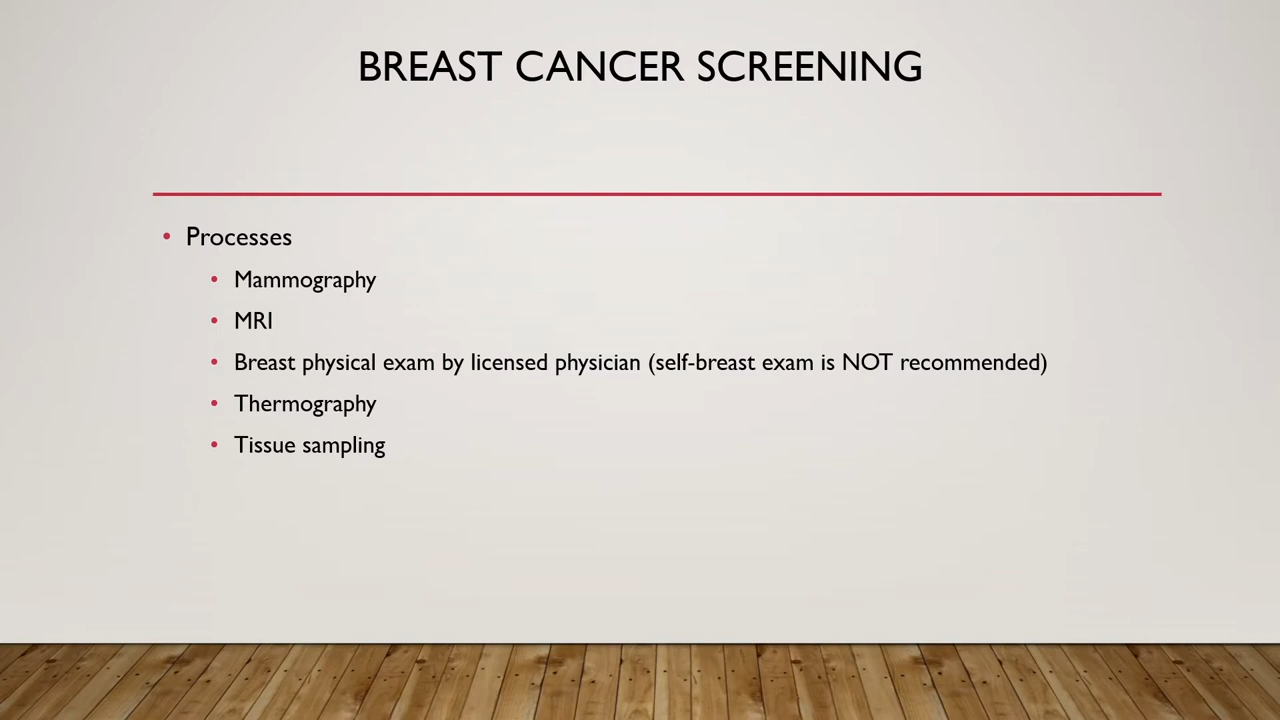 BREAST CANCER SCREENING
• Processes
• Mammography
• MRI
• Breast physical exam by licensed physician (self-breast exam is NOT recommended)
• Thermography
• Tissue sampling